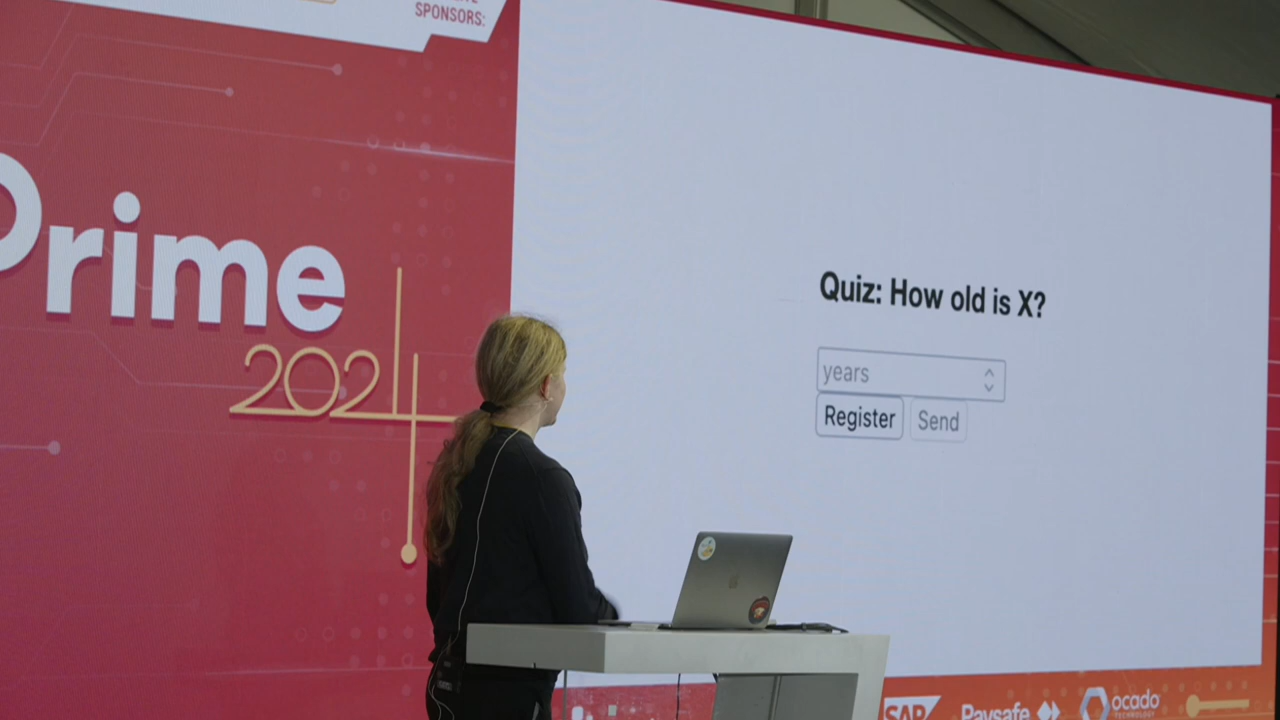 SPONSORS:
Prime
2024
Quiz: How old is X?
years
Register Send
SAP Paysafe ocado
TECHNOLOGY